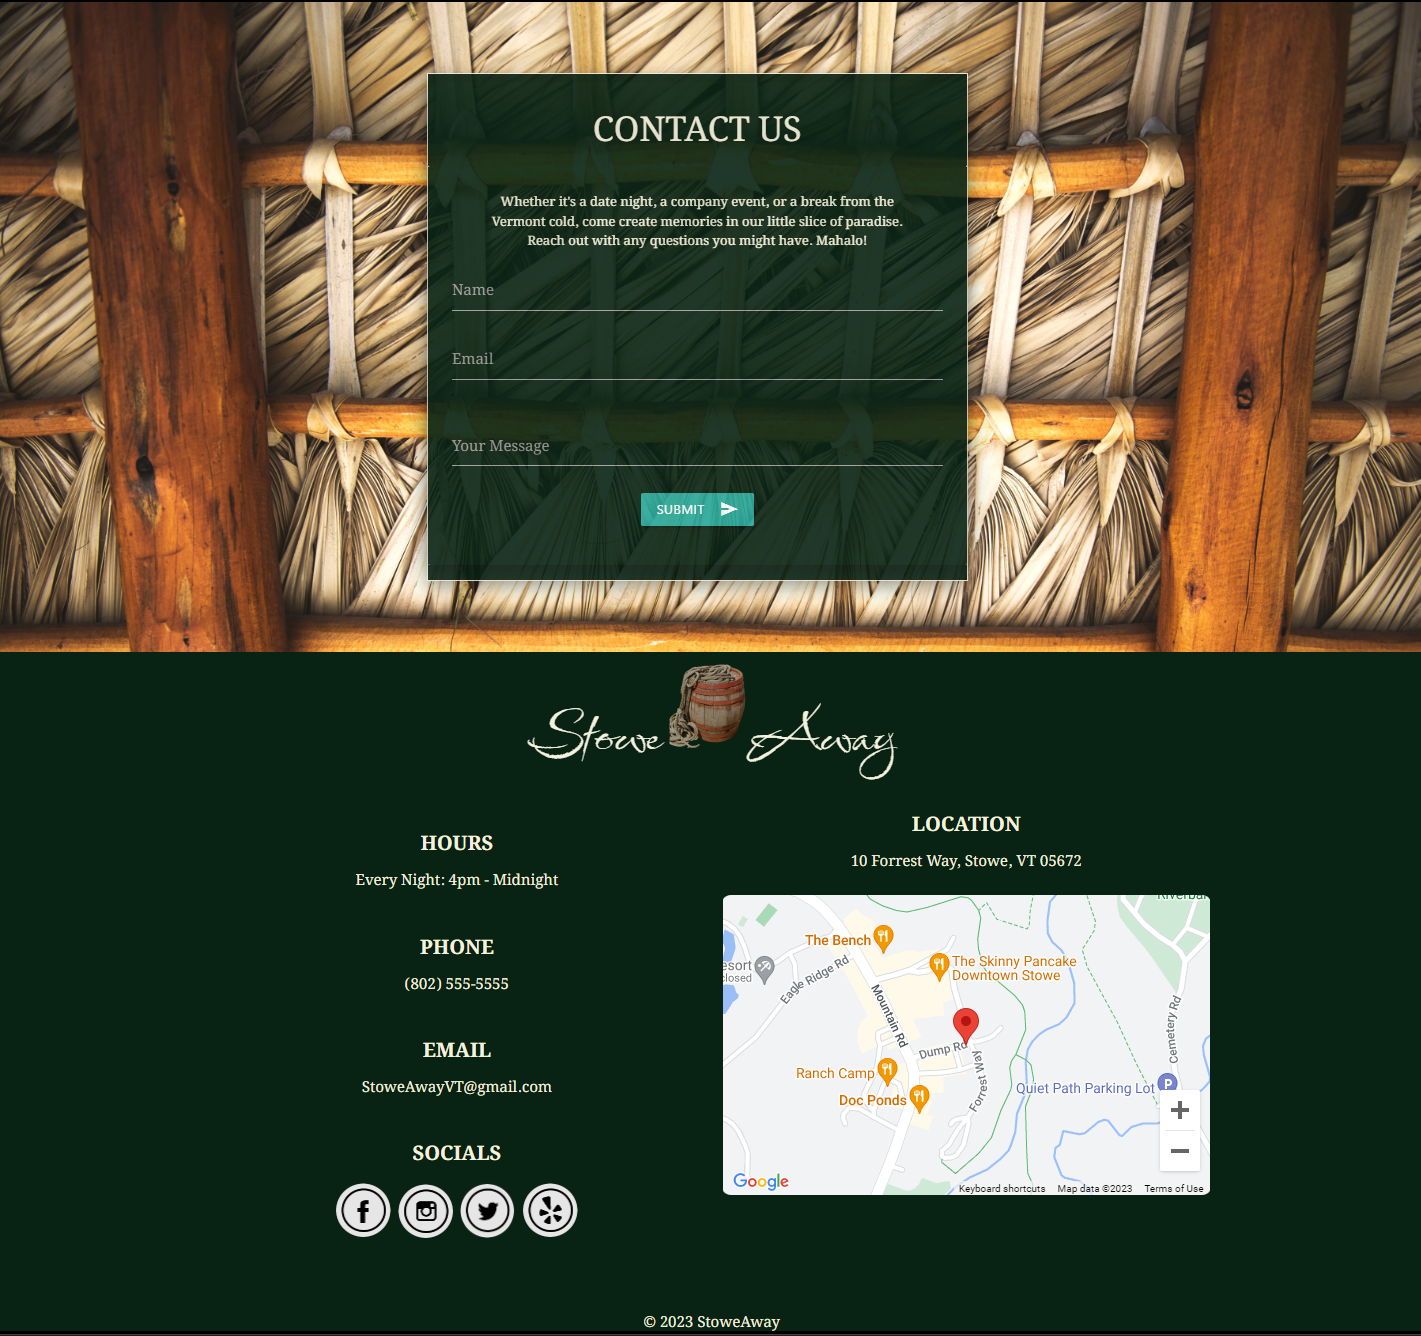 CONTACT US
Whether it's a date night, a company event, or a break from the
Vermont cold, come create memories in our little slice of paradise.
Reach out with any questions you might have. Mahalo!
Name
Email
Your Message
SUBMIT
Stowe Away
HOURS
Every Night: 4pm - Midnight
PHONE
(802) 555-5555
EMAIL
StoweAwayVT@gmail.com
SOCIALS
LOCATION
10 Forrest Way, Stowe, VT 05672
Riverbar
The Bench
The Skinny Pancake
Downtown Stowe
esort
closed
Eagle Ridge Rd
Mountain Rd
Dump Rd
Forrest Way
Cemetery Rd
Ranch Camp
Doc Ponds
Quiet Path Parking Lot
P
Google
Keyboard shortcuts
Map data ©2023
Terms of Use
© 2023 StoweAway